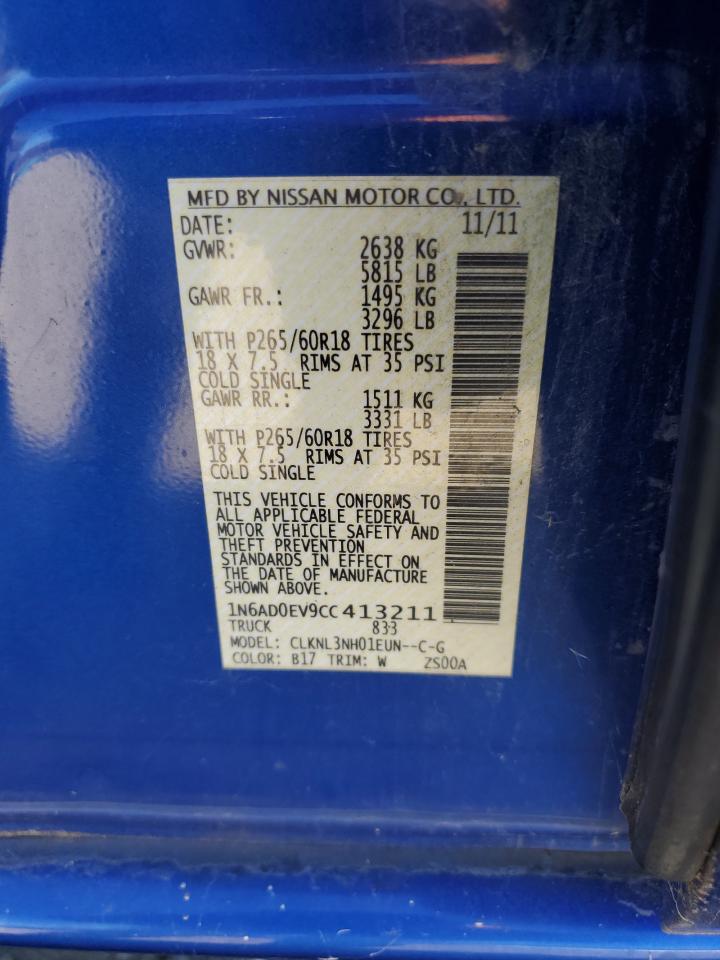 MFD BY NISSAN MOTOR CO., LTD.
DATE: 11/11
GVWR: 2638 KG
5815 LB
GAWR FR.: 1495 KG
3296 LB
WITH P265/60R18 TIRES
18 X 7.5 RIMS AT 35 PSI
COLD SINGLE
GAWR RR.: 1511 KG
3331 LB
WITH P265/60R18 TIRES
18 X 7.5 RIMS AT 35 PSI
COLD SINGLE
THIS VEHICLE CONFORMS TO
ALL APPLICABLE FEDERAL
MOTOR VEHICLE SAFETY AND
THEFT PREVENTION
STANDARDS IN EFFECT ON
THE DATE OF MANUFACTURE
SHOWN ABOVE.
1N6AD0EV9CC413211
TRUCK 833
MODEL: CLKNL3NH01EUN--C-G
COLOR: B17 TRIM: W ZS00A